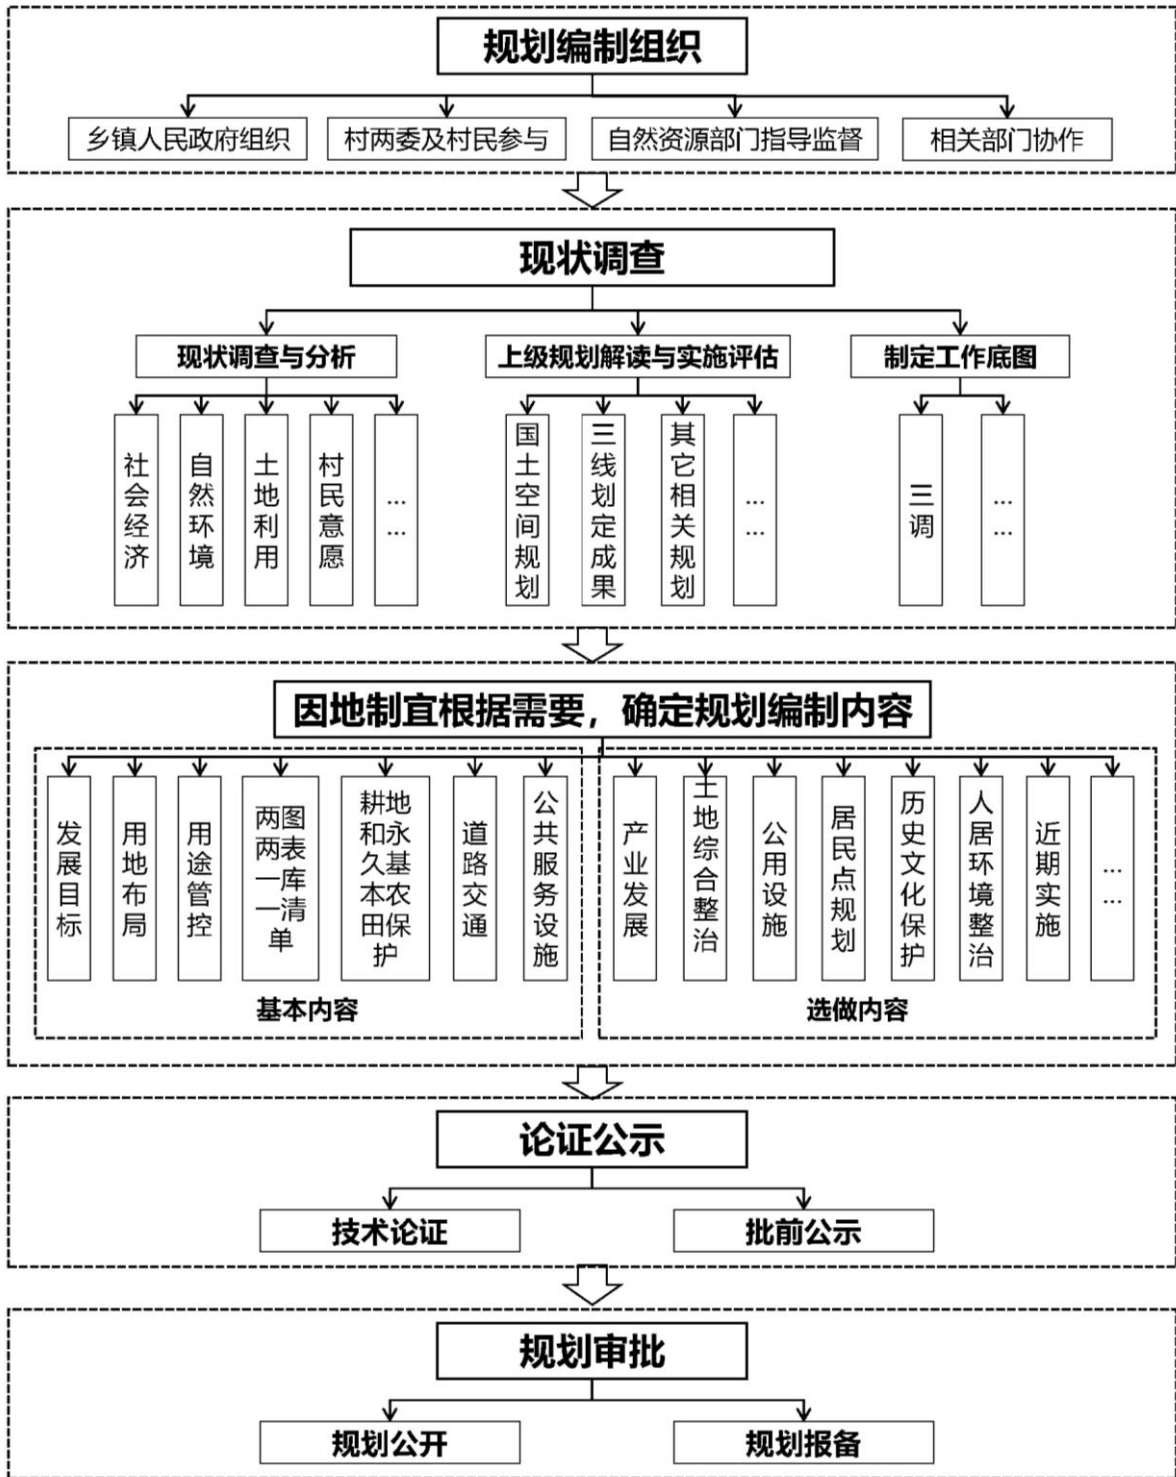 规划编制组织
乡镇人民政府组织
村两委及村民参与
自然资源部门指导监督
相关部门协作
现状调查
现状调查与分析
上级规划解读与实施评估
制定工作底图
社会经济
自然环境
土地利用
村民意愿
……
国土空间规划
三线划定成果
其它相关规划
……
三调
……
因地制宜根据需要，确定规划编制内容
发展目标
用地布局
用途管控
两图
两表
一库
一清
单
耕地
和永
久基
本农
田保
护
道路交通
公共服务设施
产业发展
土地综合整治
公用设施
居民点规划
历史文化保护
人居环境整治
近期实施
……
基本内容
选做内容
论证公示
技术论证
批前公示
规划审批
规划公开
规划报备